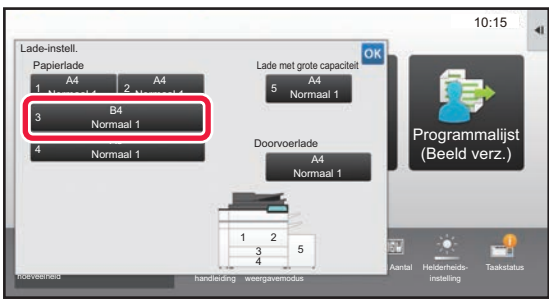 10:15
Lade-instell.
OK
Papierlade
Lade met grote capaciteit
1 A4
2 A4
5 A4
Normaal 1
3 B4
Normaal 1
4
Normaal 1
Doorvoerlade
A4
Normaal 1
Programmalijst
(Beeld verz.)
1 2
3
4
5
Aantal
Helderheids-
instelling
Taakstatus
hoeveelheid
handleiding
weergavemodus